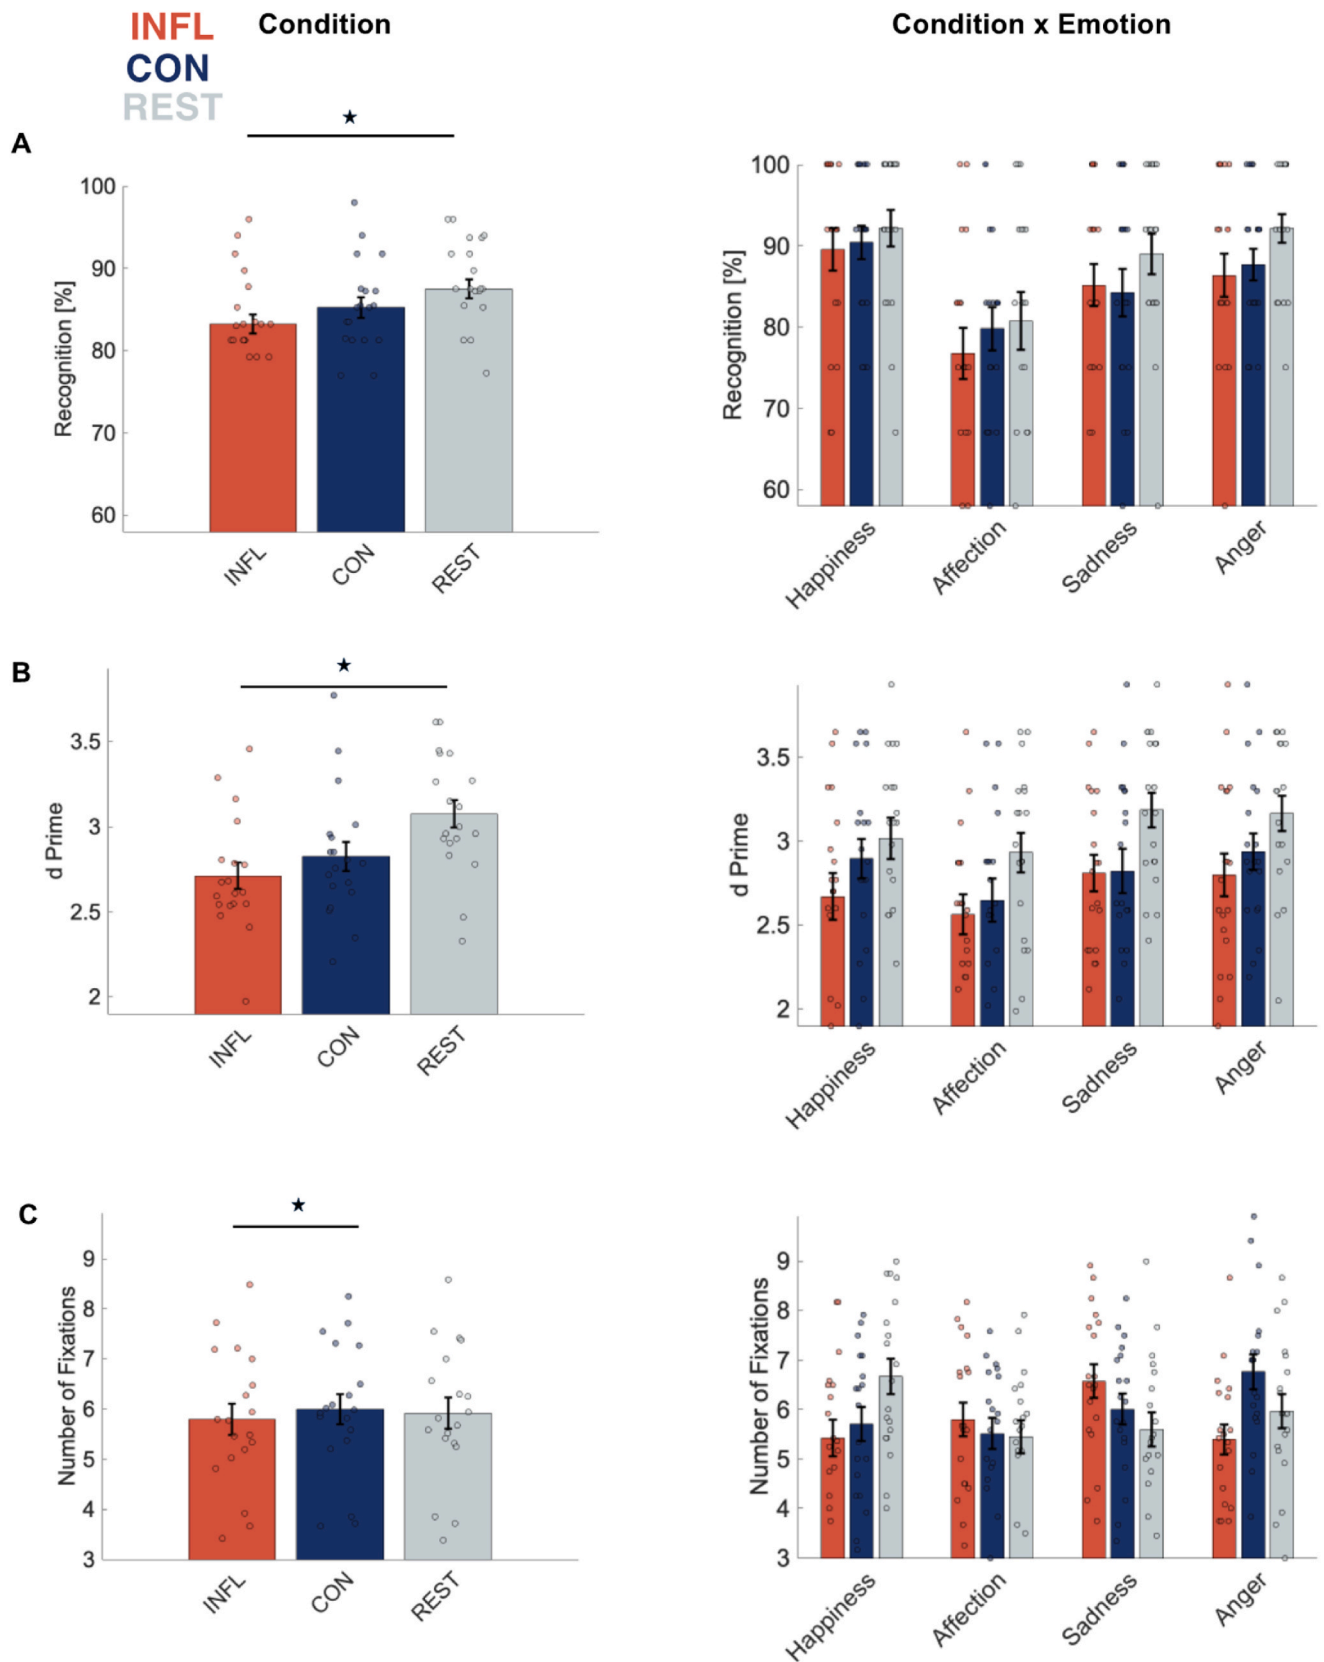 INFL
Condition
Condition x Emotion
CON
REST
A
Recognition [%]
100
90
80
70
60
INFL
CON
REST
Recognition [%]
100
90
80
70
60
Happiness
Affection
Sadness
Anger
B
d Prime
3.5
3
2.5
2
INFL
CON
REST
d Prime
3.5
3
2.5
2
Happiness
Affection
Sadness
Anger
C
Number of Fixations
9
8
7
6
5
4
3
INFL
CON
REST
Number of Fixations
9
8
7
6
5
4
3
Happiness
Affection
Sadness
Anger